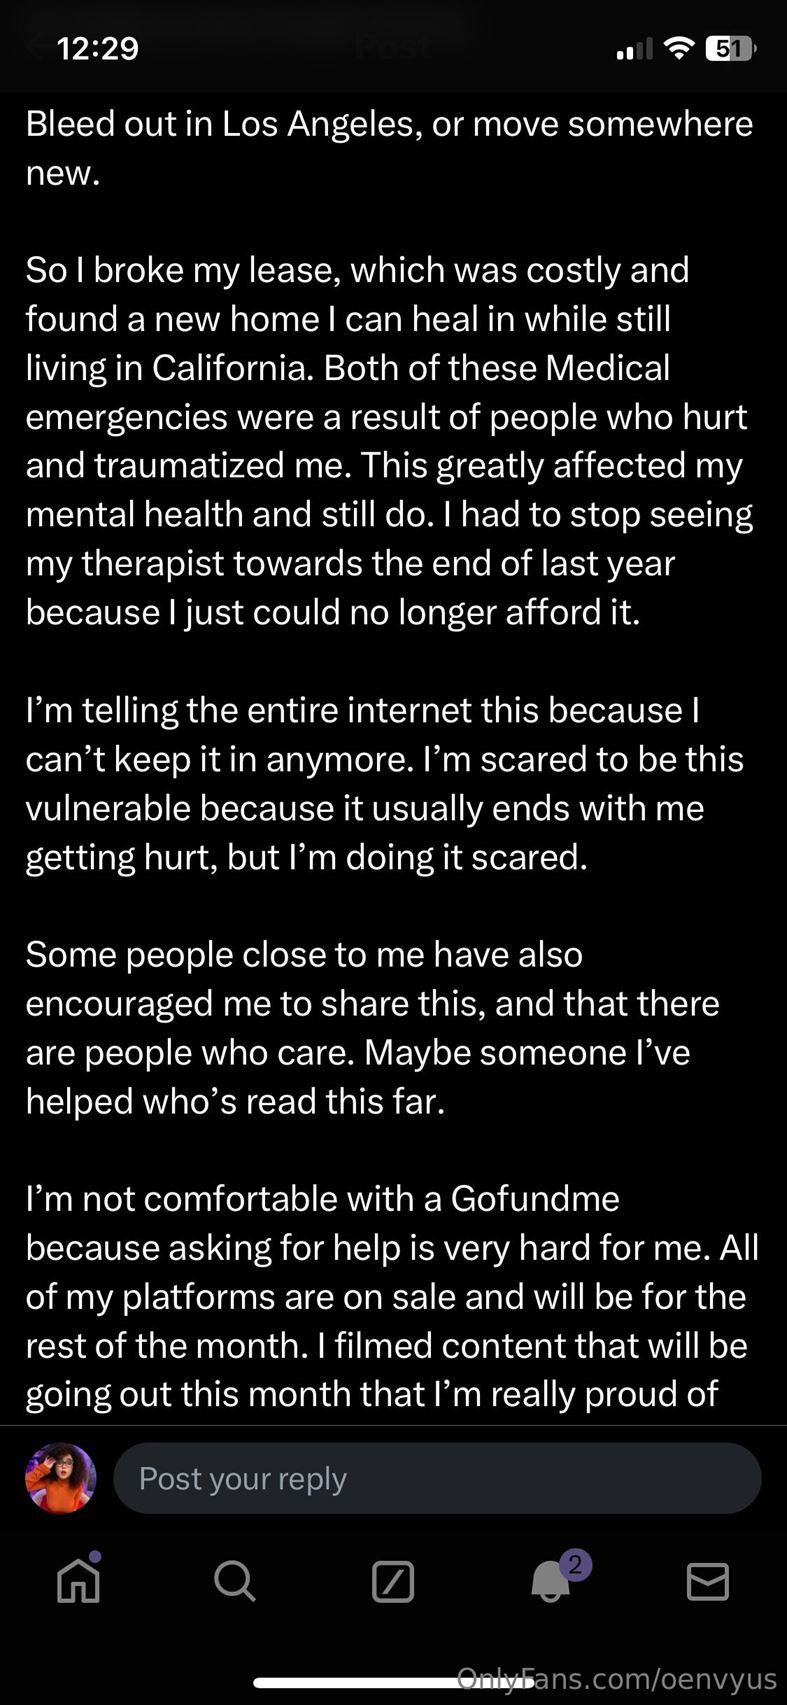 12:29
Post
51
Bleed out in Los Angeles, or move somewhere
new.
So I broke my lease, which was costly and
found a new home I can heal in while still
living in California. Both of these Medical
emergencies were a result of people who hurt
and traumatized me. This greatly affected my
mental health and still do. I had to stop seeing
my therapist towards the end of last year
because I just could no longer afford it.
I’m telling the entire internet this because I
can’t keep it in anymore. I’m scared to be this
vulnerable because it usually ends with me
getting hurt, but I’m doing it scared.
Some people close to me have also
encouraged me to share this, and that there
are people who care. Maybe someone I’ve
helped who’s read this far.
I’m not comfortable with a Gofundme
because asking for help is very hard for me. All
of my platforms are on sale and will be for the
rest of the month. I filmed content that will be
going out this month that I’m really proud of
Post your reply
2
OnlyFans.com/oenvyus